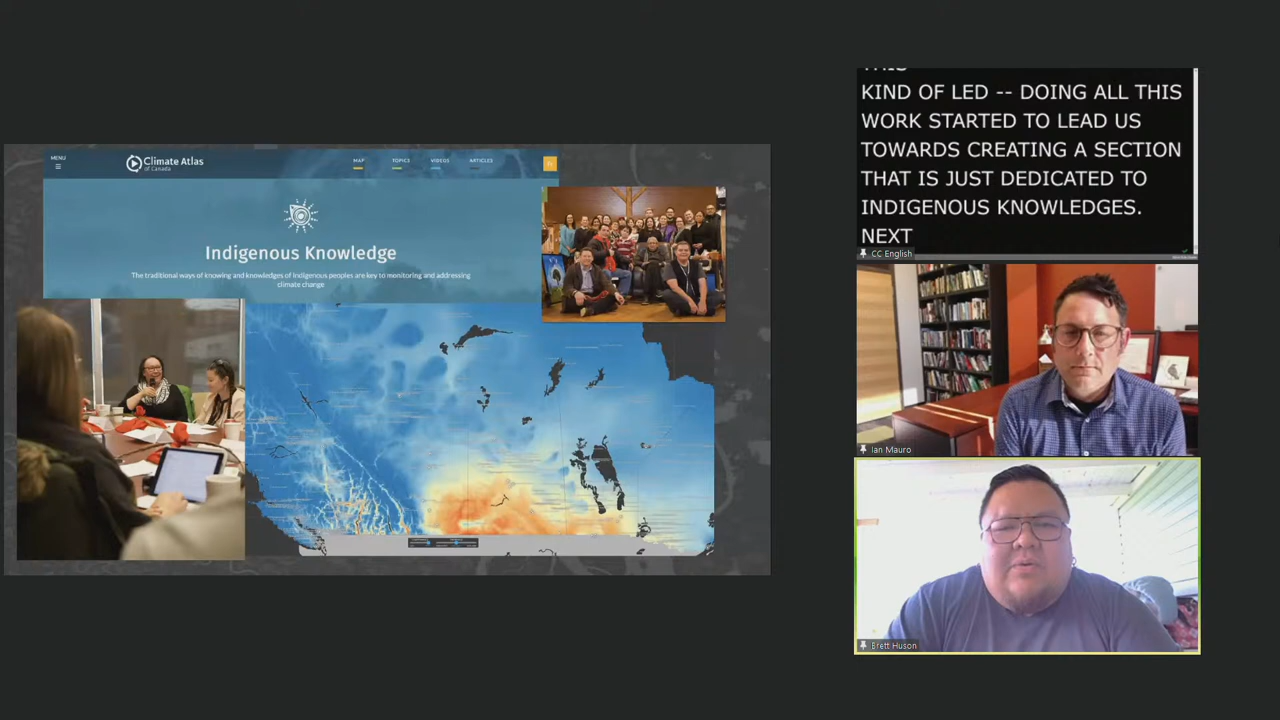 MENU
Climate Atlas
of Canada
MAP
TOPICS
VIDEOS
ARTICLES
Indigenous Knowledge
The traditional ways of knowing and knowledges of Indigenous peoples are key to monitoring and addressing
climate change
THIS
KIND OF LED -- DOING ALL THIS
WORK STARTED TO LEAD US
TOWARDS CREATING A SECTION
THAT IS JUST DEDICATED TO
INDIGENOUS KNOWLEDGES.
NEXT
CC English
Ian Mauro
Brett Huson